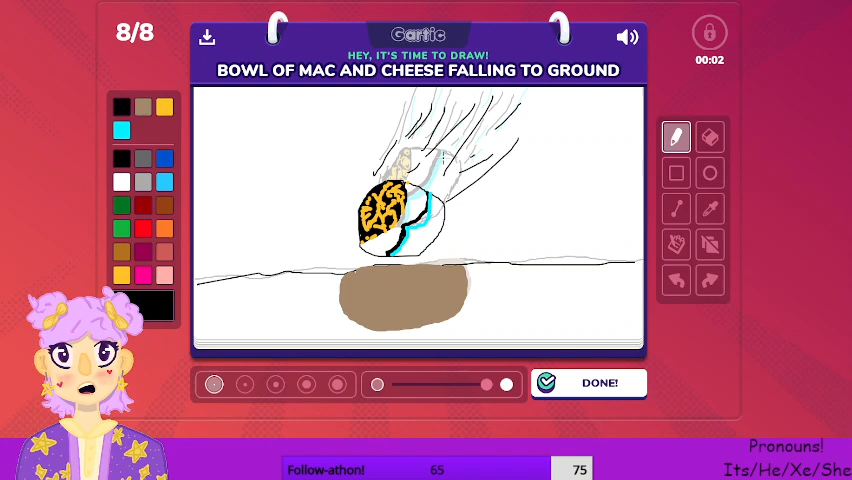 8/8
Gartic
HEY, IT'S TIME TO DRAW!
BOWL OF MAC AND CHEESE FALLING TO GROUND
00:02
DONE!
Follow-athon! 65 75
Pronouns!
Its/He/Xe/She